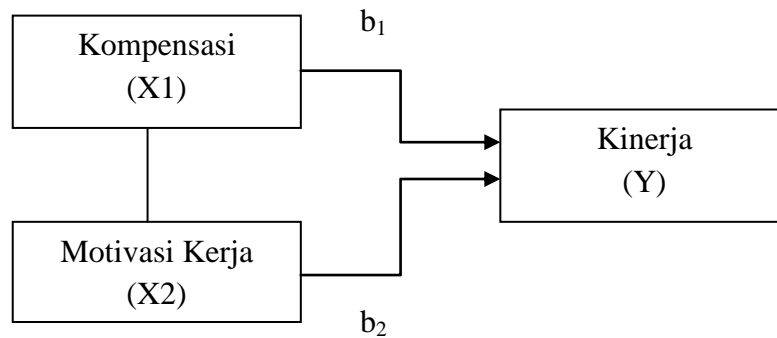 b₁
Kompensasi
(X1)
Kinerja
(Y)
Motivasi Kerja
(X2)
b₂